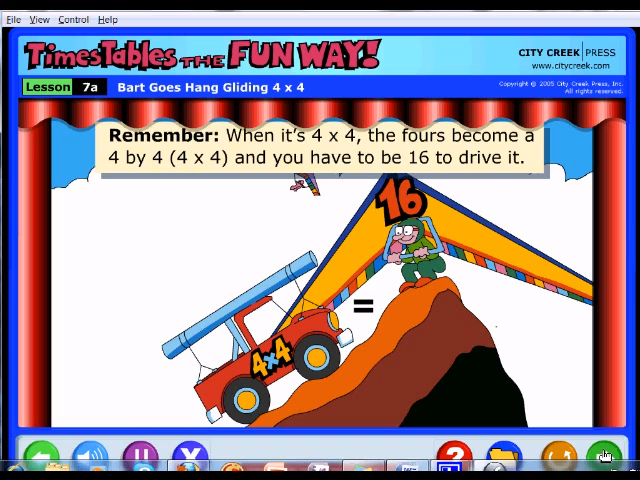 File View Control Help
TIMESTABLES THE FUN WAY!
CITY CREEK PRESS
www.citycreek.com
Lesson 7a Bart Goes Hang Gliding 4 x 4
Copyright © 2005 City Creek Press, Inc.
All rights reserved.
Remember: When it's 4 x 4, the fours become a
4 by 4 (4 x 4) and you have to be 16 to drive it.
16
=
4x4
X
?